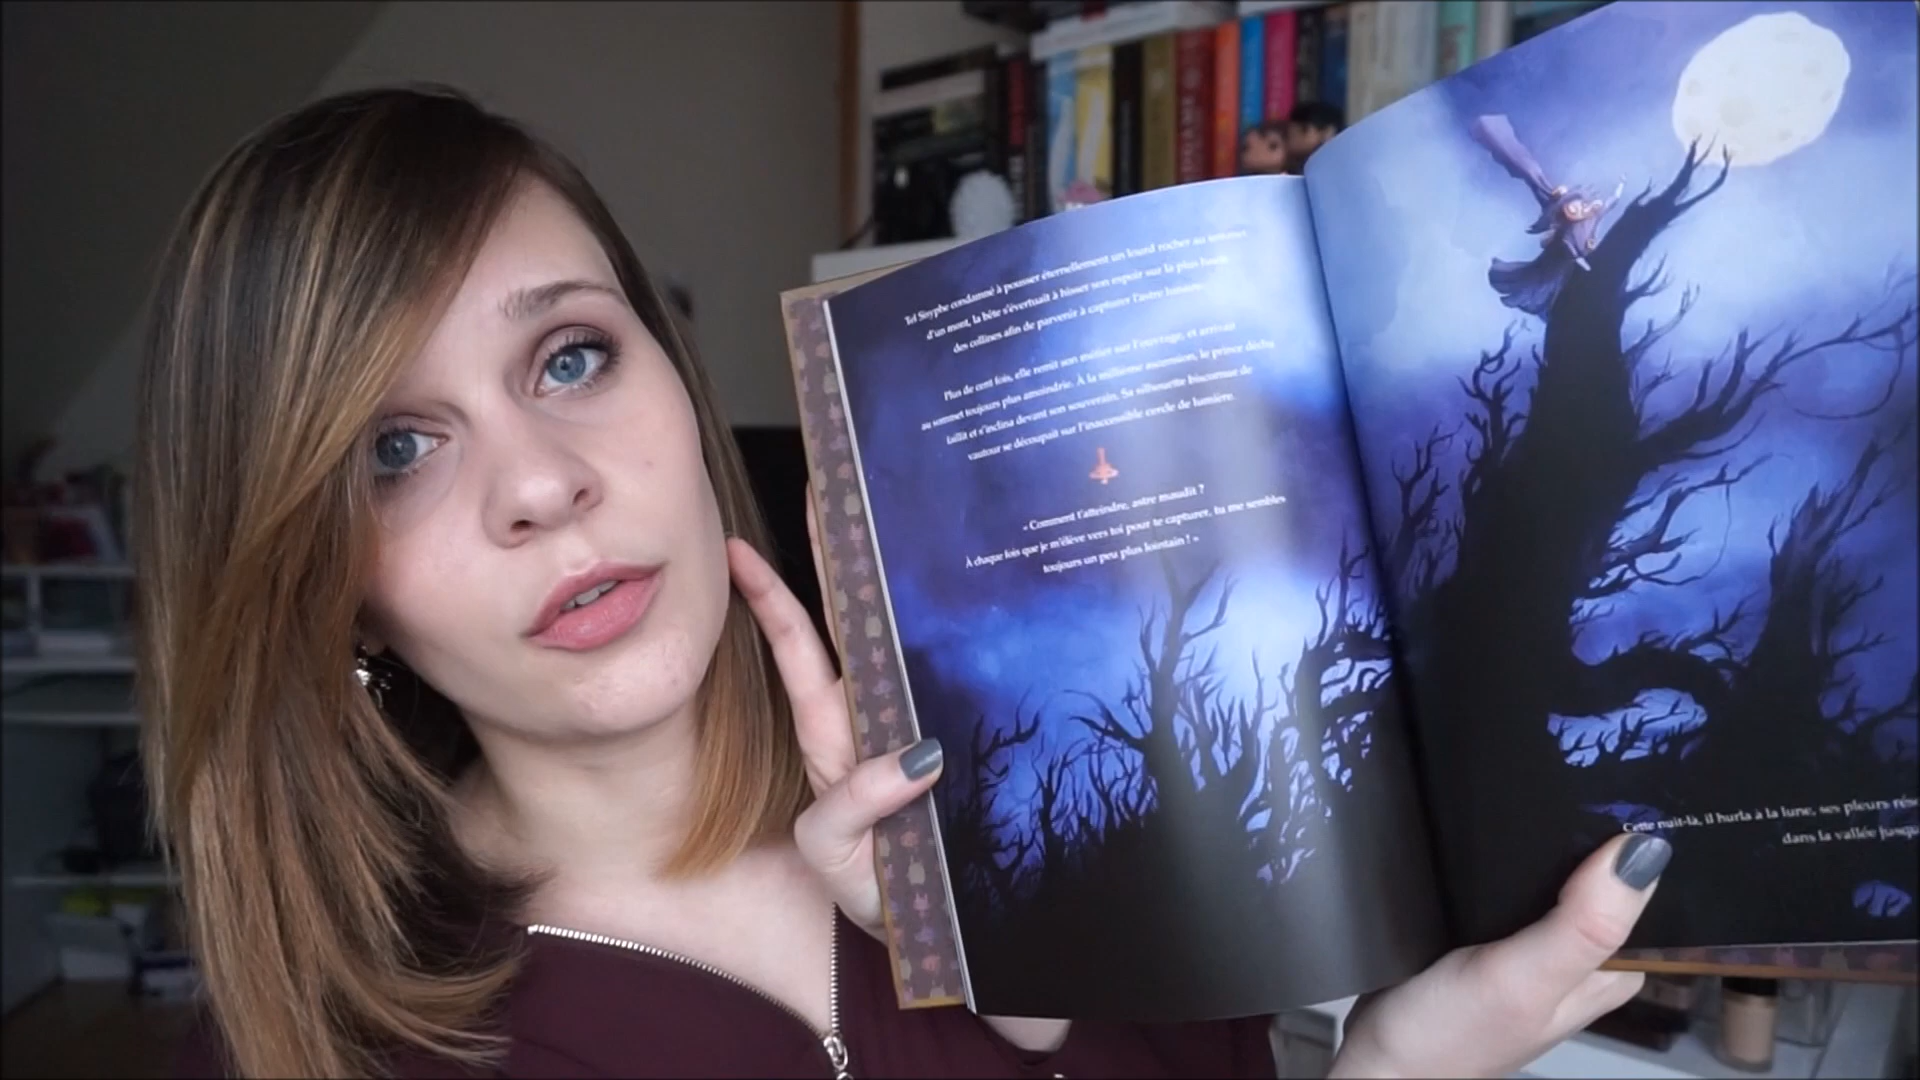 Tel Sisyphe condamné à pousser éternellement un lourd rocher au sommet
d'un mont, la bête s'évertuait à hisser son espoir sur la plus haute
des collines afin de parvenir à capturer l'astre lunaire.
Plus de cent fois, elle remit son métier sur l'ouvrage, et arrivait
au sommet toujours plus amoindrie. À la millième ascension, le prince déchu
faillit et s'inclina devant son souverain. Sa silhouette biscornue de
vautour se découpait sur l'inaccessible cercle de lumière.
« Comment t'atteindre, astre maudit ?
À chaque fois que je m'élève vers toi pour te capturer, tu me sembles
toujours un peu plus lointain ! »
Cette nuit-là, il hurla à la lune, ses pleurs
dans la vallée